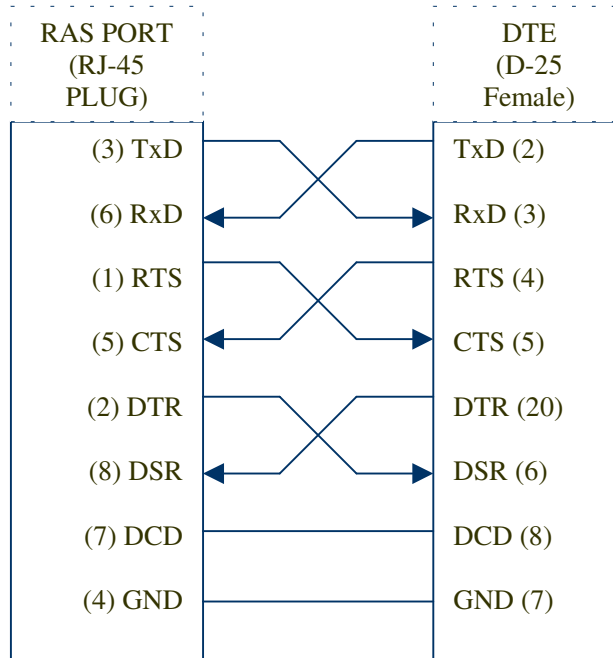 RAS PORT
(RJ-45
PLUG)
DTE
(D-25
Female)
(3) TxD
TxD (2)
(6) RxD
RxD (3)
(1) RTS
RTS (4)
(5) CTS
CTS (5)
(2) DTR
DTR (20)
(8) DSR
DSR (6)
(7) DCD
DCD (8)
(4) GND
GND (7)